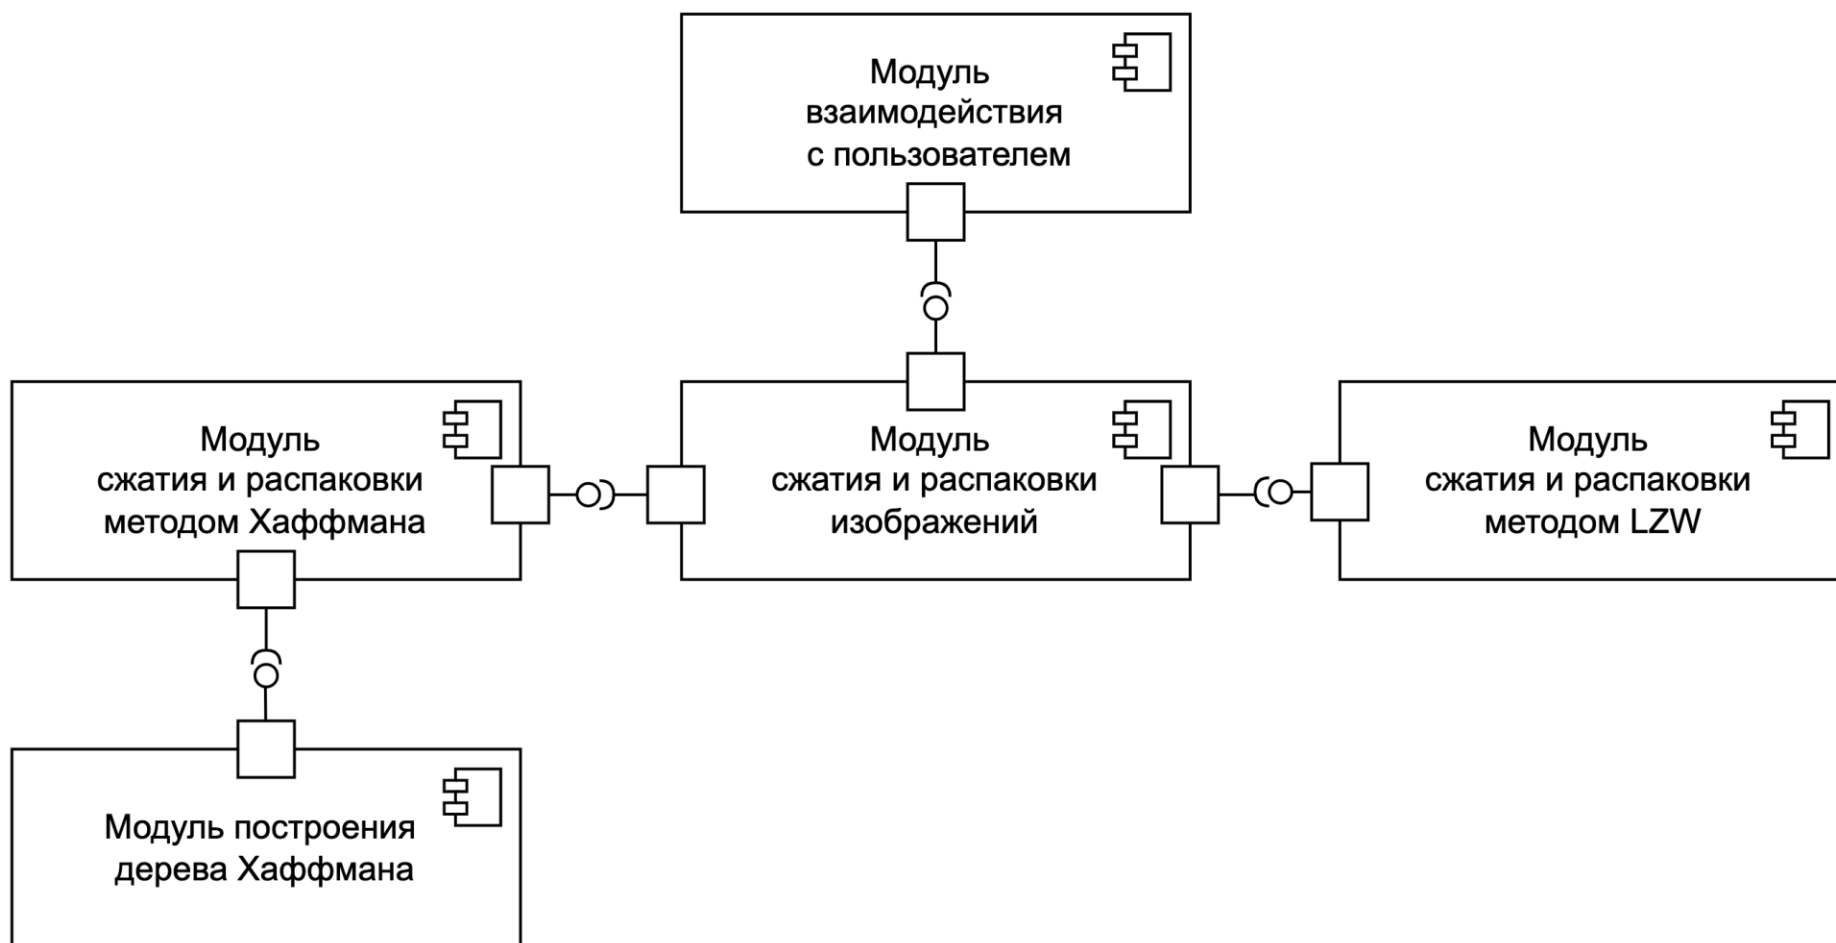 Модуль
взаимодействия
с пользователем
Модуль
сжатия и распаковки
методом Хаффмана
Модуль
сжатия и распаковки
изображений
Модуль
сжатия и распаковки
методом LZW
Модуль построения
дерева Хаффмана